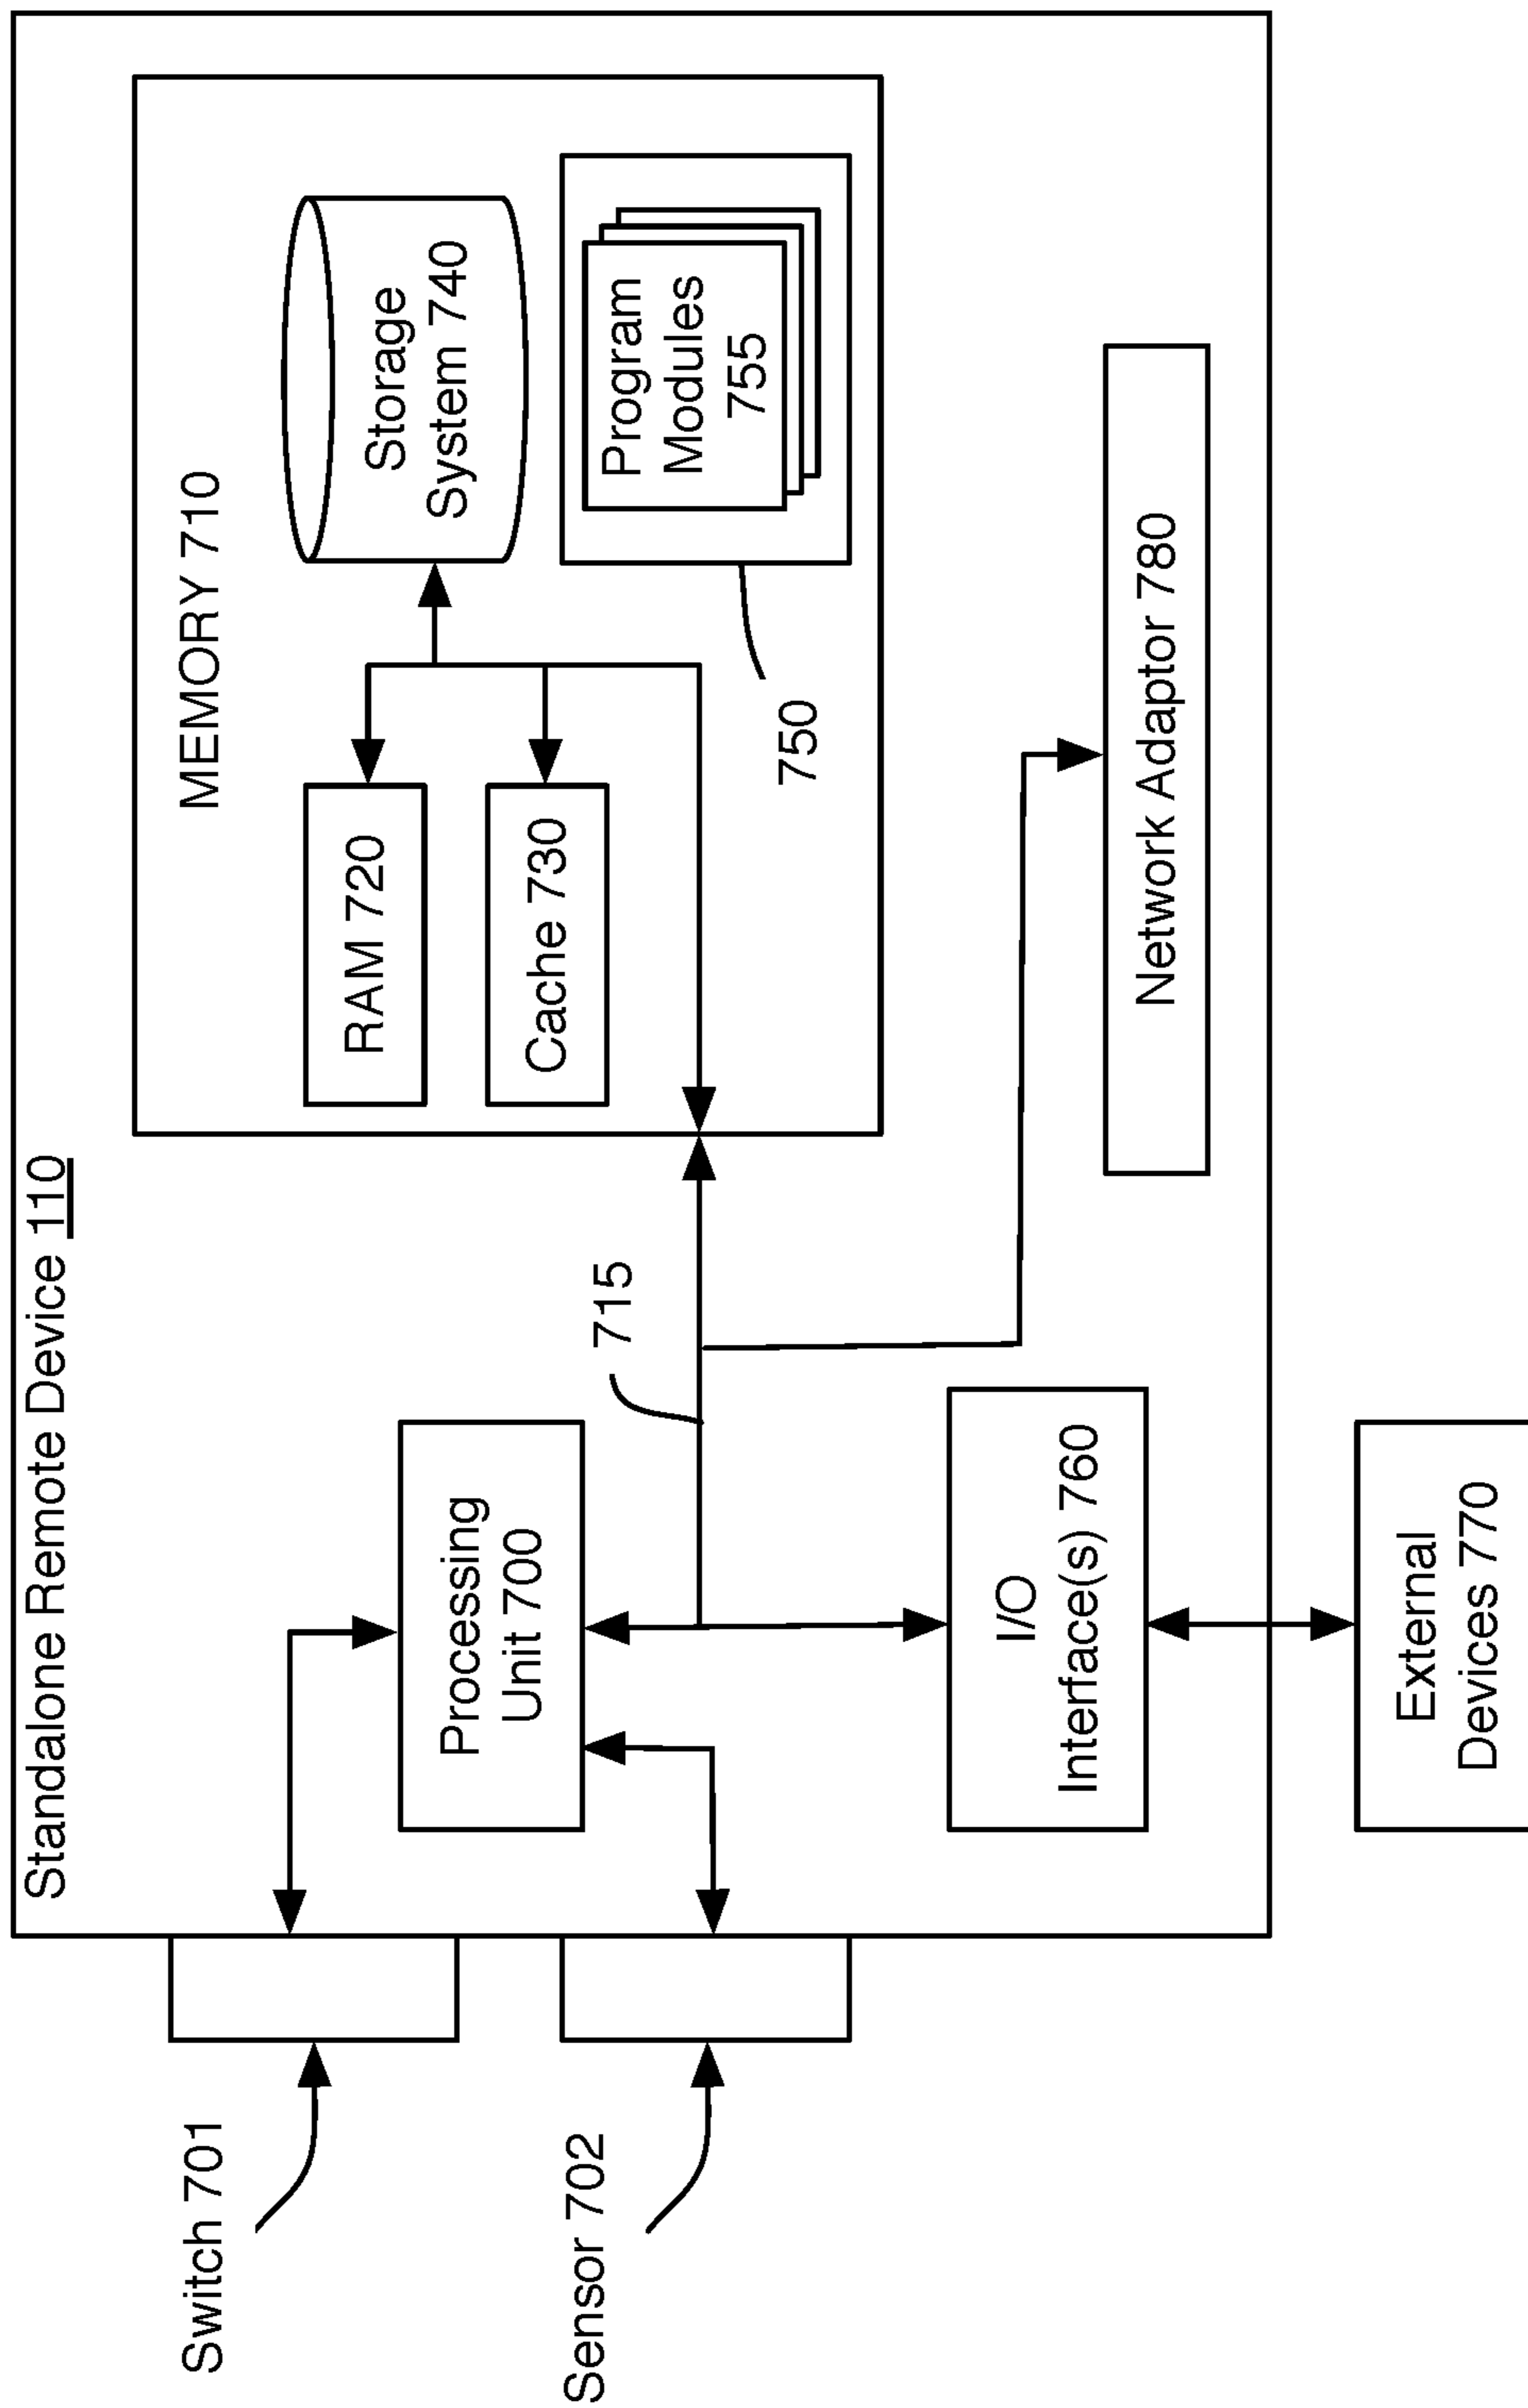 Standalone Remote Device 110
MEMORY 710
Switch 701
RAM 720
Storage
System 740
Processing
Unit 700
Cache 730
715
Sensor 702
Program
Modules
755
750
I/O
Interface(s) 760
Network Adaptor 780
External
Devices 770